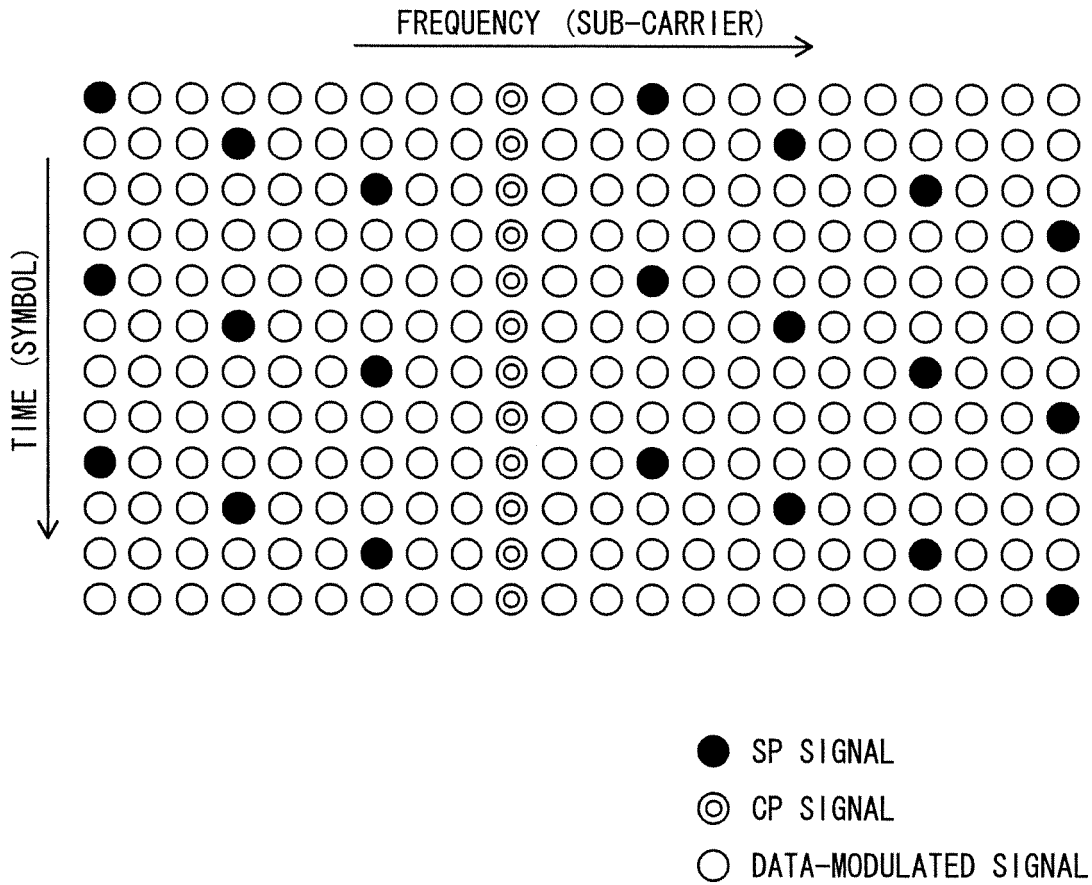 FREQUENCY (SUB-CARRIER)
TIME (SYMBOL)
SP SIGNAL
CP SIGNAL
DATA-MODULATED SIGNAL